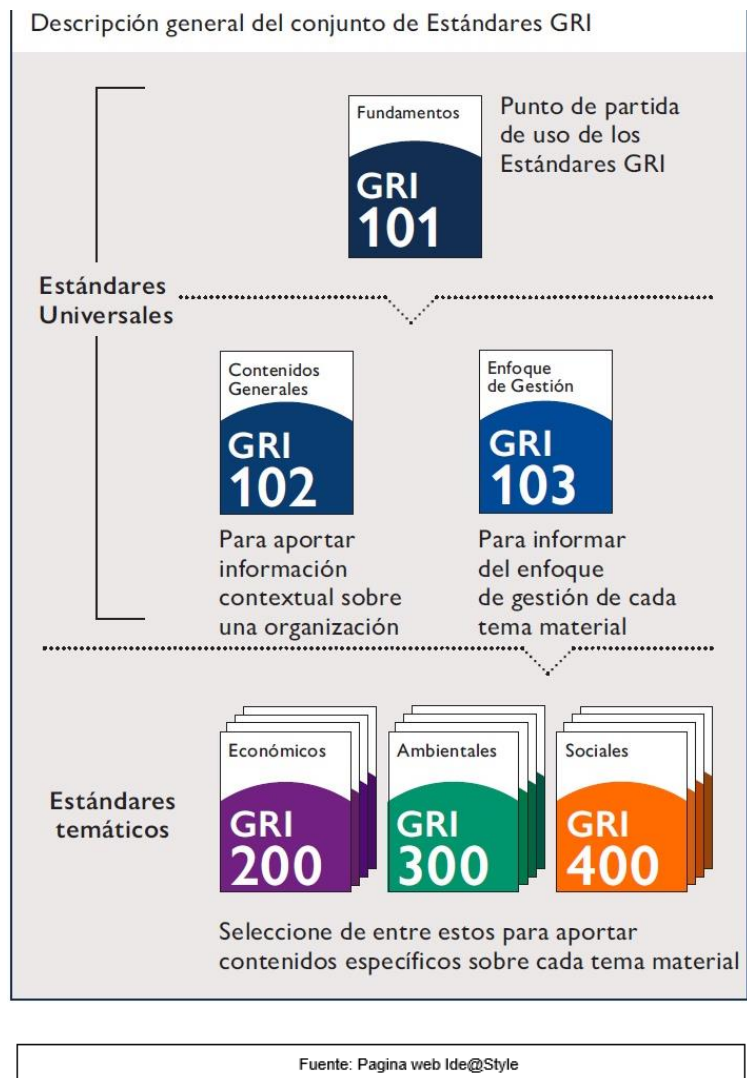 Descripción general del conjunto de Estándares GRI
Fundamentos
GRI
101
Punto de partida
de uso de los
Estándares GRI
Estándares
Universales
Contenidos
Generales
GRI
102
Para aportar
información
contextual sobre
una organización
Enfoque
de Gestión
GRI
103
Para informar
del enfoque
de gestión de cada
tema material
Estándares
temáticos
Económicos
GRI
200
Ambientales
GRI
300
Sociales
GRI
400
Seleccione de entre estos para aportar
contenidos específicos sobre cada tema material
Fuente: Pagina web Ide@Style